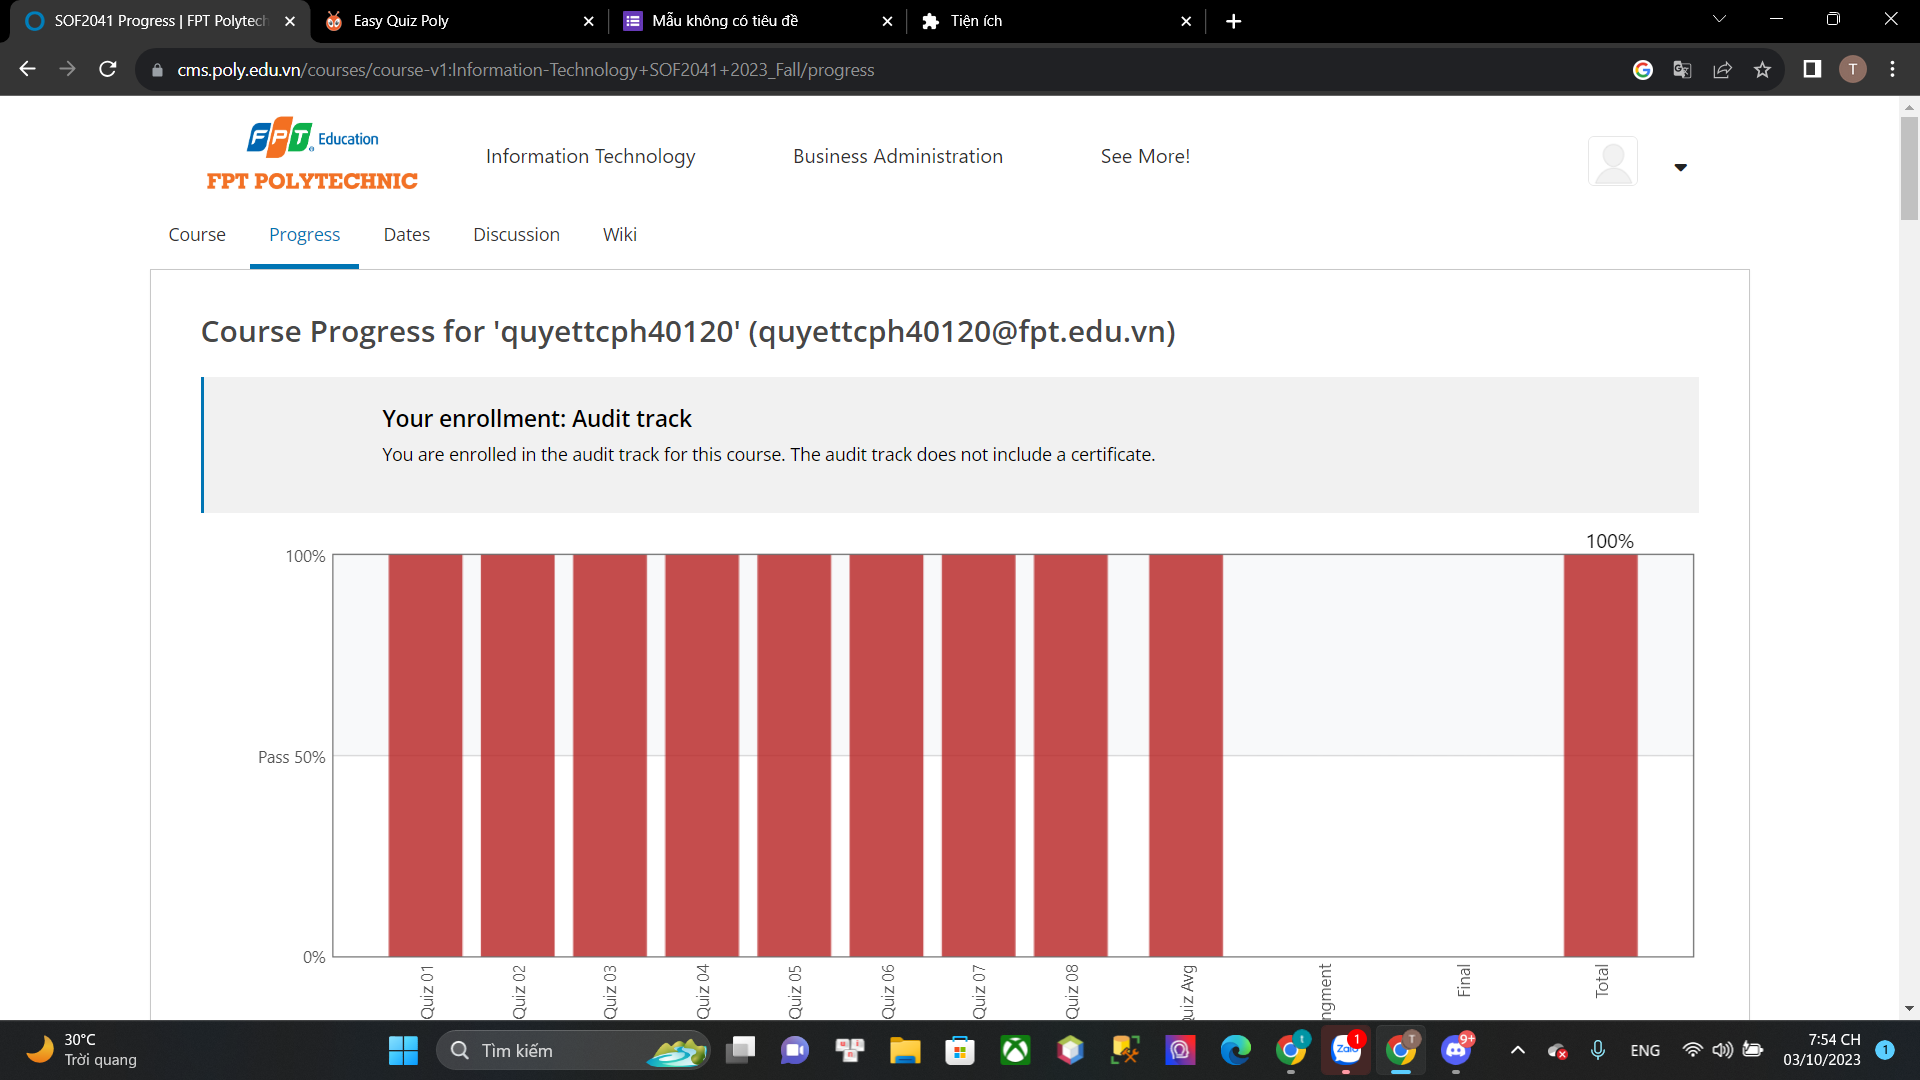 SOF2041 Progress | FPT Polytech
Easy Quiz Poly
Mẫu không có tiêu đề
Tiện ích
cms.poly.edu.vn/courses/course-v1:Information-Technology+SOF2041+2023_Fall/progress
T
FPT Education
FPT POLYTECHNIC
Information Technology
Business Administration
See More!
Course
Progress
Dates
Discussion
Wiki
Course Progress for 'quyettcph40120' (quyettcph40120@fpt.edu.vn)
Your enrollment: Audit track
You are enrolled in the audit track for this course. The audit track does not include a certificate.
100%
100%
Pass 50%
0%
Quiz 01
Quiz 02
Quiz 03
Quiz 04
Quiz 05
Quiz 06
Quiz 07
Quiz 08
uiz Avg
ngment
Final
Total
30°C
Trời quang
Tìm kiếm
t
Zalo
1
T
9+
ENG
7:54 CH
03/10/2023
1